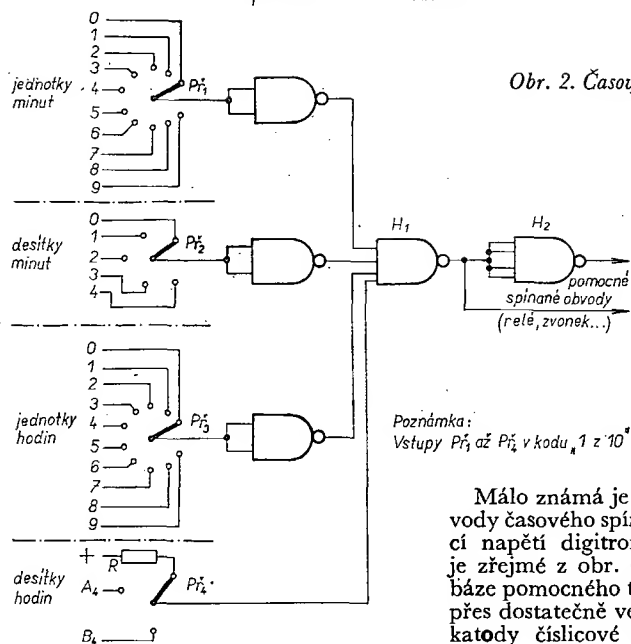 0
1
2
3
4
5
6
7
8
9
jednotky
minut
Př₁
Obr. 2. Časov
0
1
2
3
4
desítky
minut
Př₂
H₁
H₂
pomocné
spínané obvody
(relé, zvonek...)
0
1
2
3
4
5
6
7
8
9
jednotky
hodin
Př₃
Poznámka:
Vstupy Př₁ až Př₄ v kodu „1 z 10"
+
R
A₄
B₄
desítky
hodin
Př₄
Málo známá je
vody časového spín
cí napětí digitron
je zřejmé z obr.
báze pomocného t
přes dostatečně ve
katody číslicové